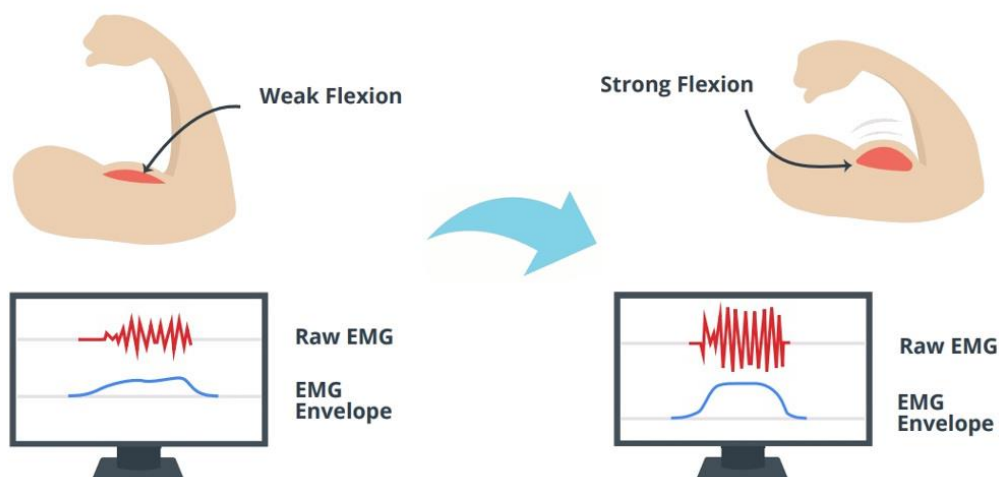 Weak Flexion
Strong Flexion
Raw EMG
EMG
Envelope
Raw EMG
EMG
Envelope